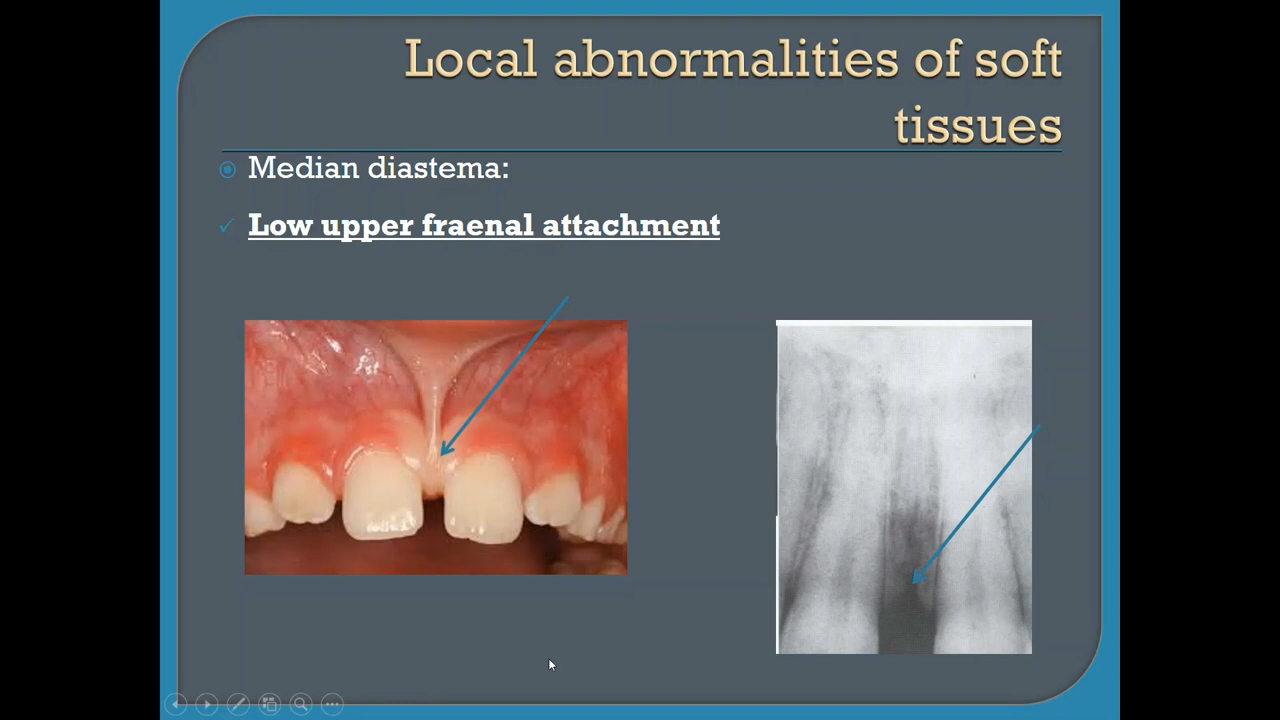 Local abnormalities of soft
tissues
Median diastema:
Low upper fraenal attachment